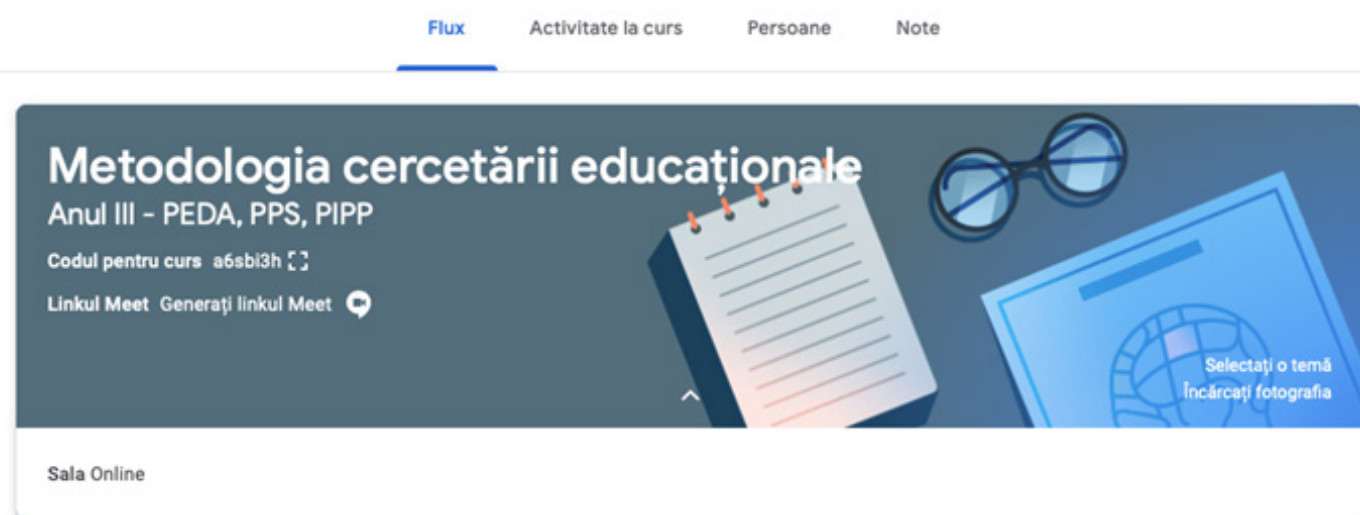 Flux Activitate la curs Persoane Note
Metodologia cercetării educaționale
Anul III - PEDA, PPS, PIPP
Codul pentru curs a6sbi3h
Linkul Meet Generați linkul Meet
Selectați o temă
Încărcați fotografia
Sala Online